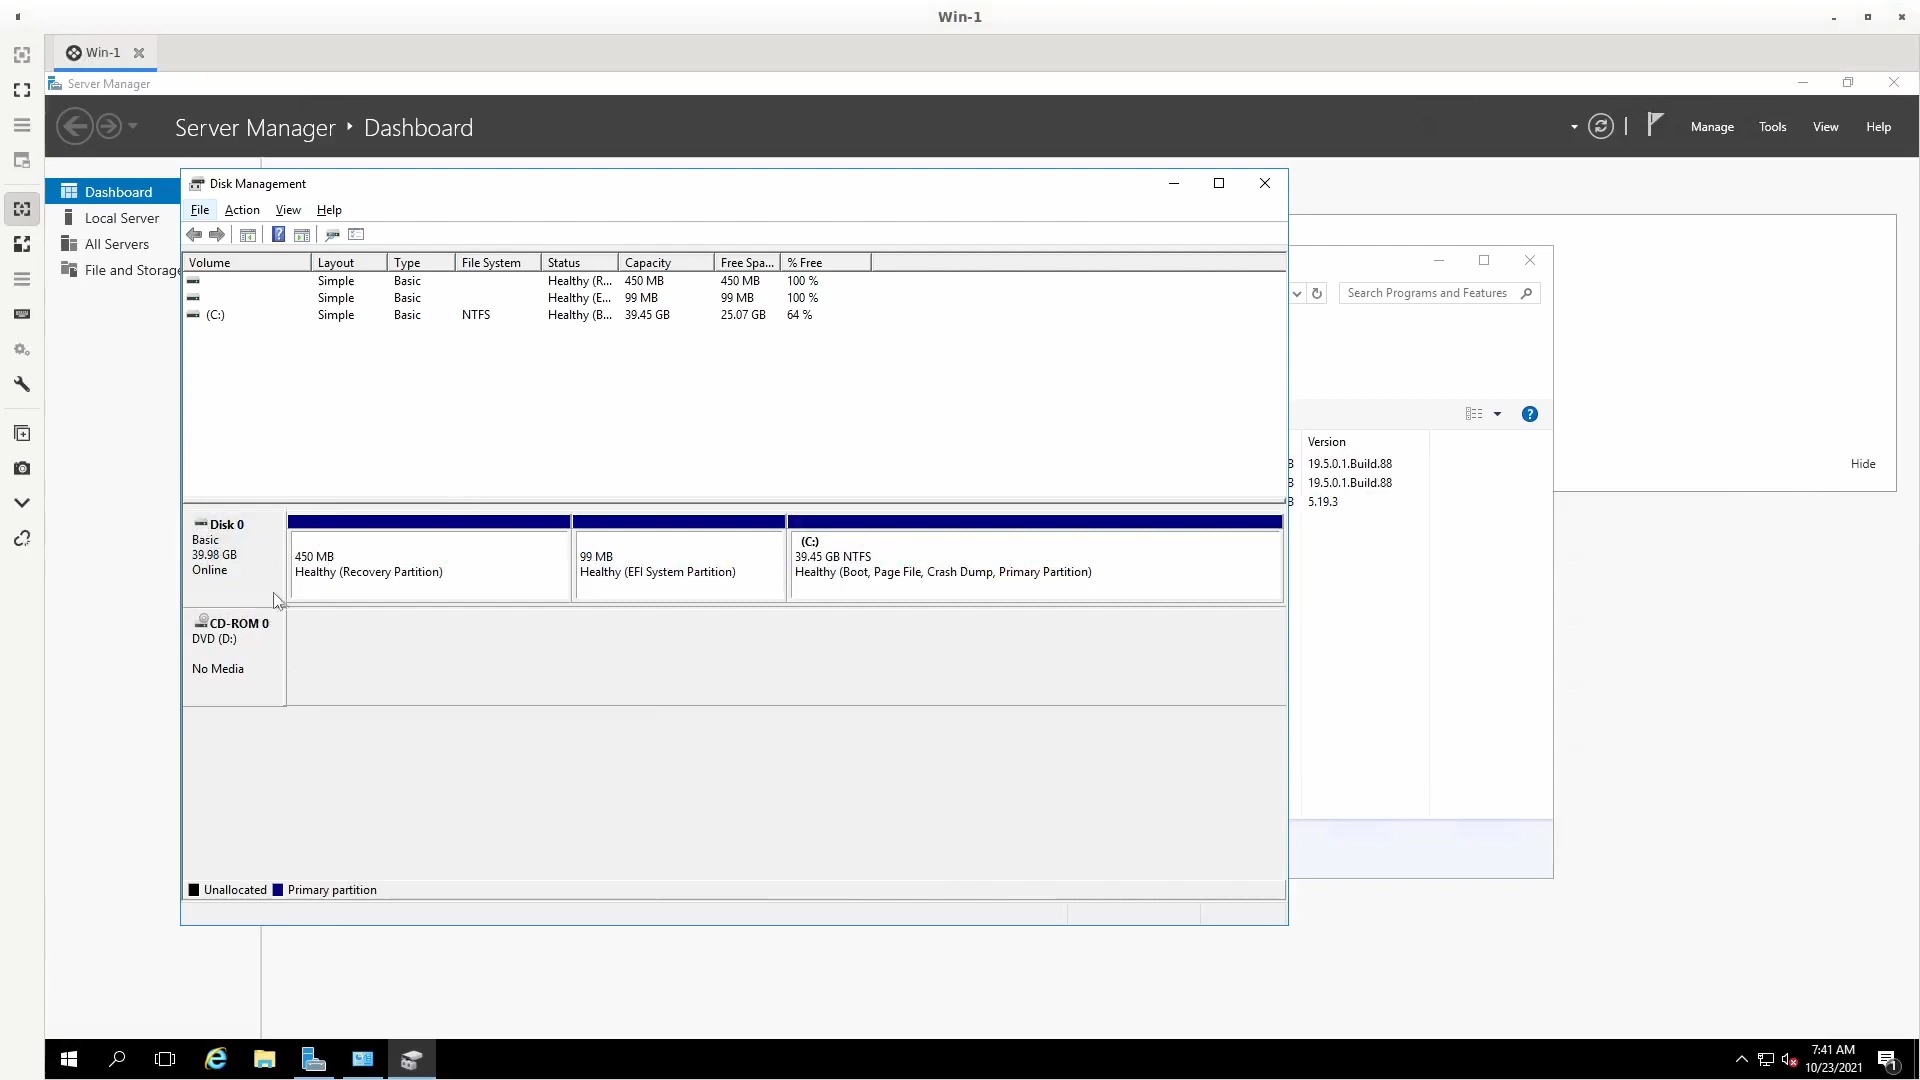 Win-1
Win-1
Server Manager
Server Manager ‣ Dashboard
Manage Tools View Help
Dashboard
Local Server
All Servers
File and Storage
Disk Management
File Action View Help
Volume Layout Type File System Status Capacity Free Spa... % Free
Simple Basic Healthy (R... 450 MB 450 MB 100 %
Simple Basic Healthy (E... 99 MB 99 MB 100 %
(C:) Simple Basic NTFS Healthy (B... 39.45 GB 25.07 GB 64 %
Search Programs and Features
Version
19.5.0.1.Build.88
19.5.0.1.Build.88
5.19.3
Hide
Disk 0
Basic
39.98 GB
Online
450 MB
Healthy (Recovery Partition)
99 MB
Healthy (EFI System Partition)
(C:)
39.45 GB NTFS
Healthy (Boot, Page File, Crash Dump, Primary Partition)
CD-ROM 0
DVD (D:)
No Media
Unallocated Primary partition
7:41 AM
10/23/2021
1